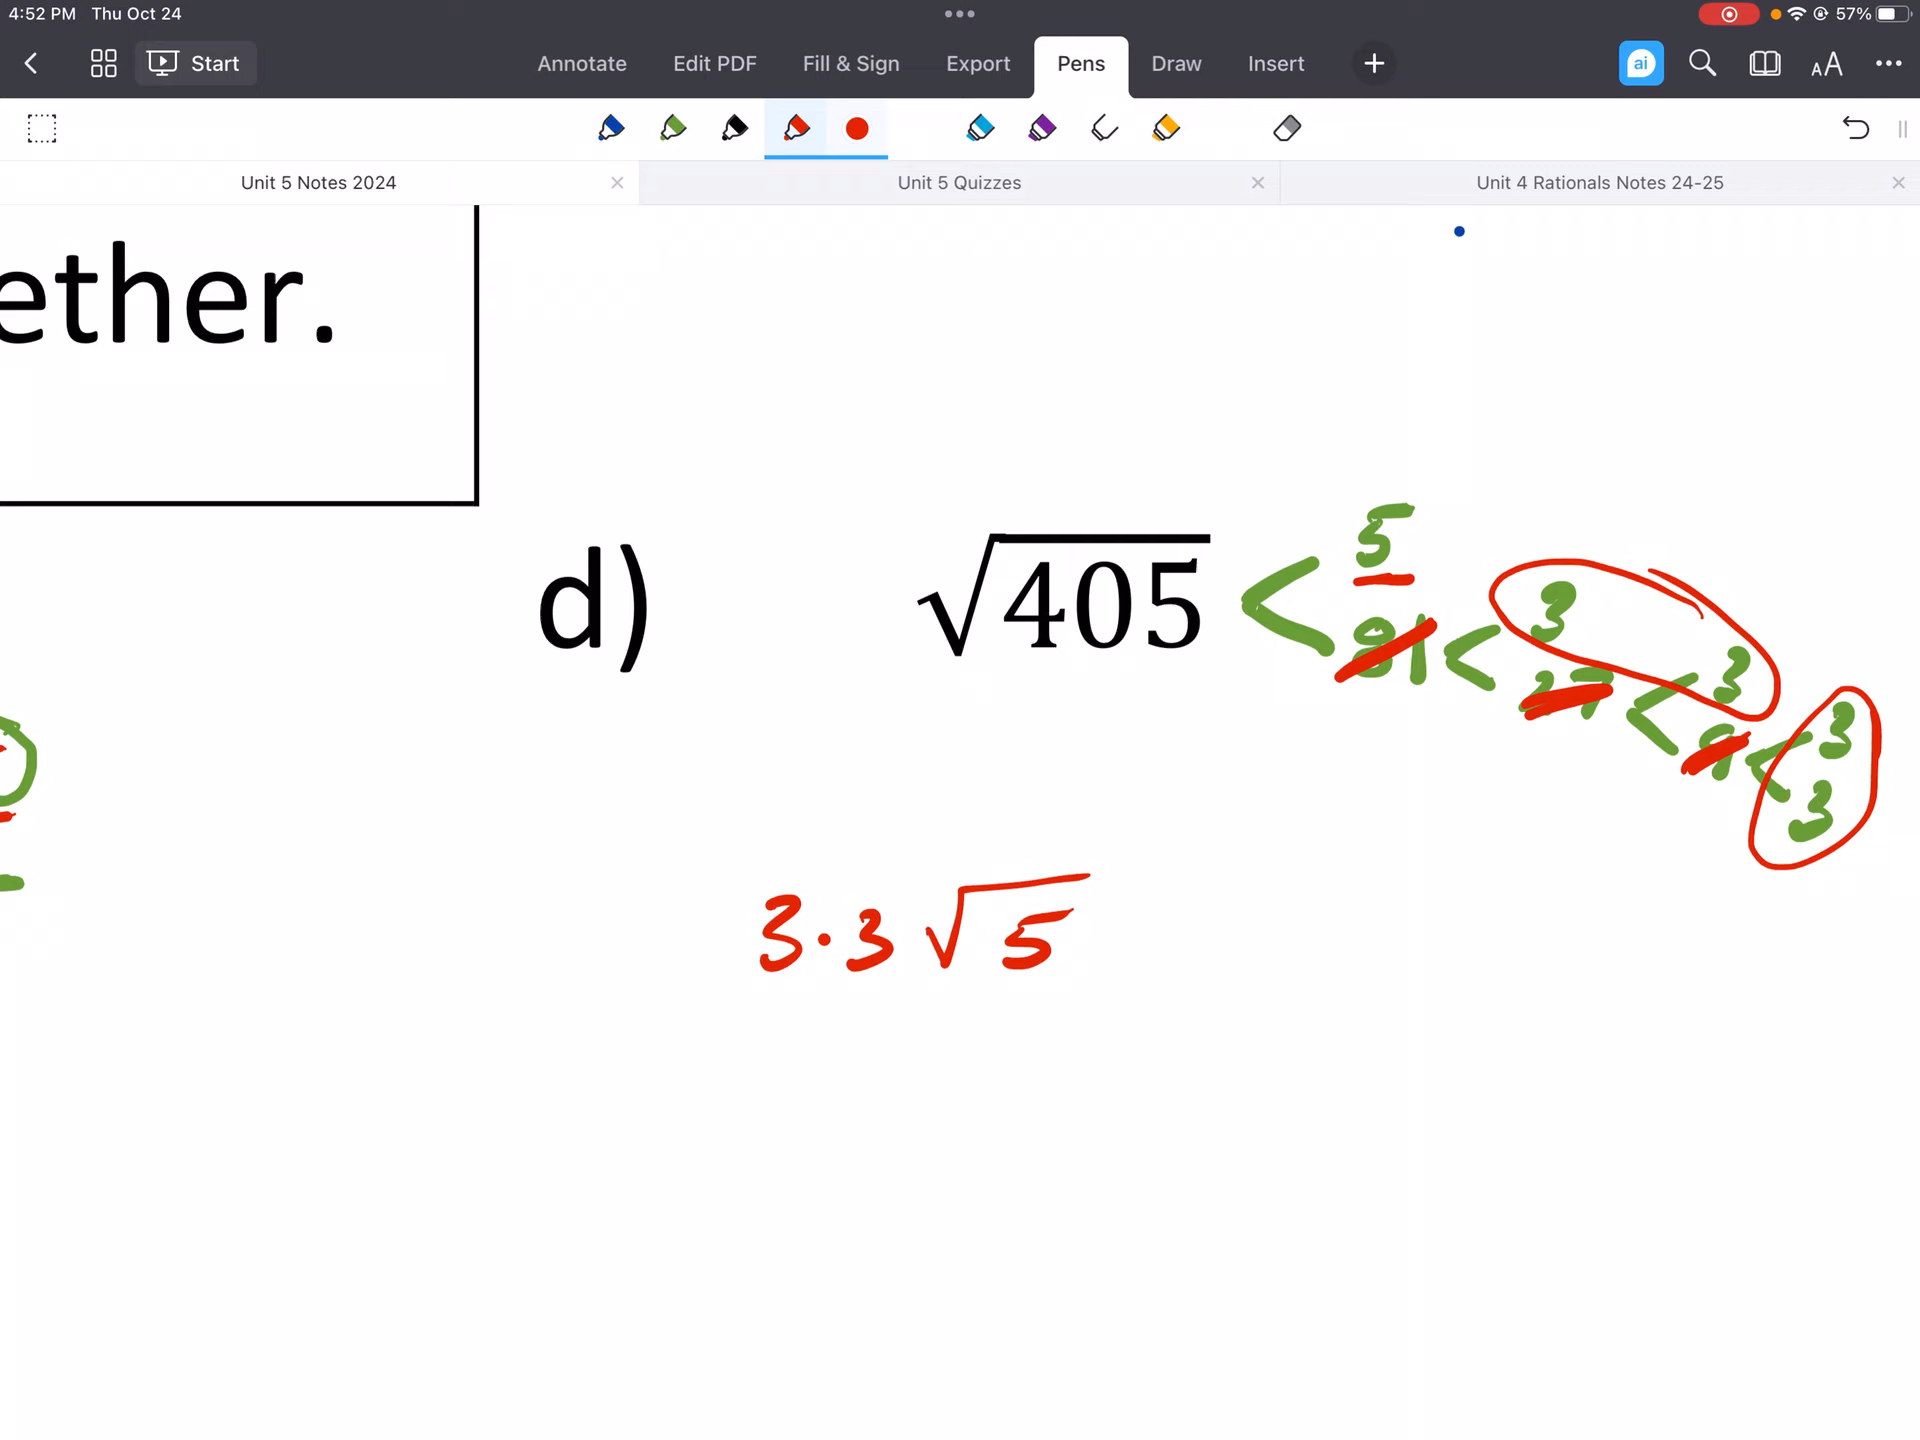 4:52 PM Thu Oct 24
57%
Start
Annotate Edit PDF Fill & Sign Export Pens Draw Insert
ai
AA
Unit 5 Notes 2024
Unit 5 Quizzes
Unit 4 Rationals Notes 24-25
ether.
d) √405 < 5
81 < 3
27 < 3
9 < 3
3
3·3√5